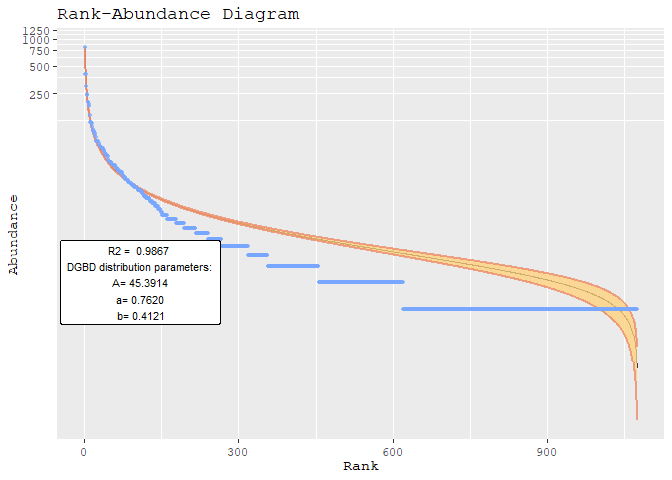 Rank-Abundance Diagram
1250
1000
750
500
250
Abundance
R2 = 0.9867
DGBD distribution parameters:
A= 45.3914
a= 0.7620
b= 0.4121
0
300
600
900
Rank